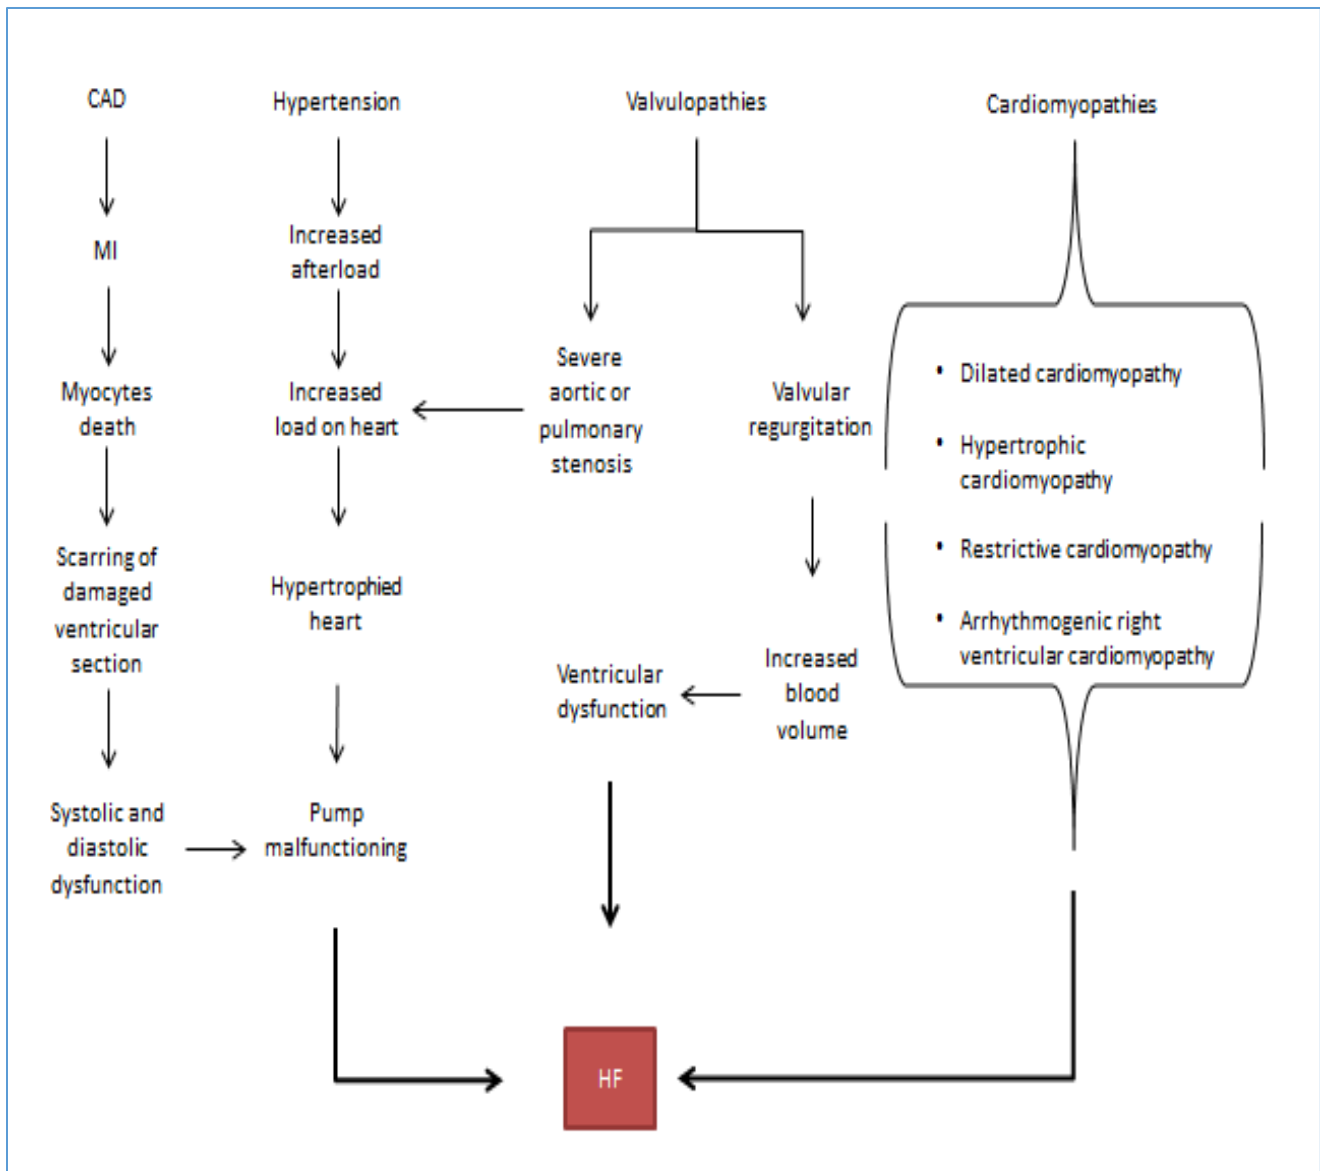 CAD
Hypertension
Valvulopathies
Cardiomyopathies
MI
Increased
afterload
Myocytes
death
Increased
load on heart
Severe
aortic or
pulmonary
stenosis
Valvular
regurgitation
• Dilated cardiomyopathy
• Hypertrophic
cardiomyopathy
• Restrictive cardiomyopathy
• Arrhythmogenic right
ventricular cardiomyopathy
Scarring of
damaged
ventricular
section
Hypertrophied
heart
Ventricular
dysfunction
Increased
blood
volume
Systolic and
diastolic
dysfunction
Pump
malfunctioning
HF